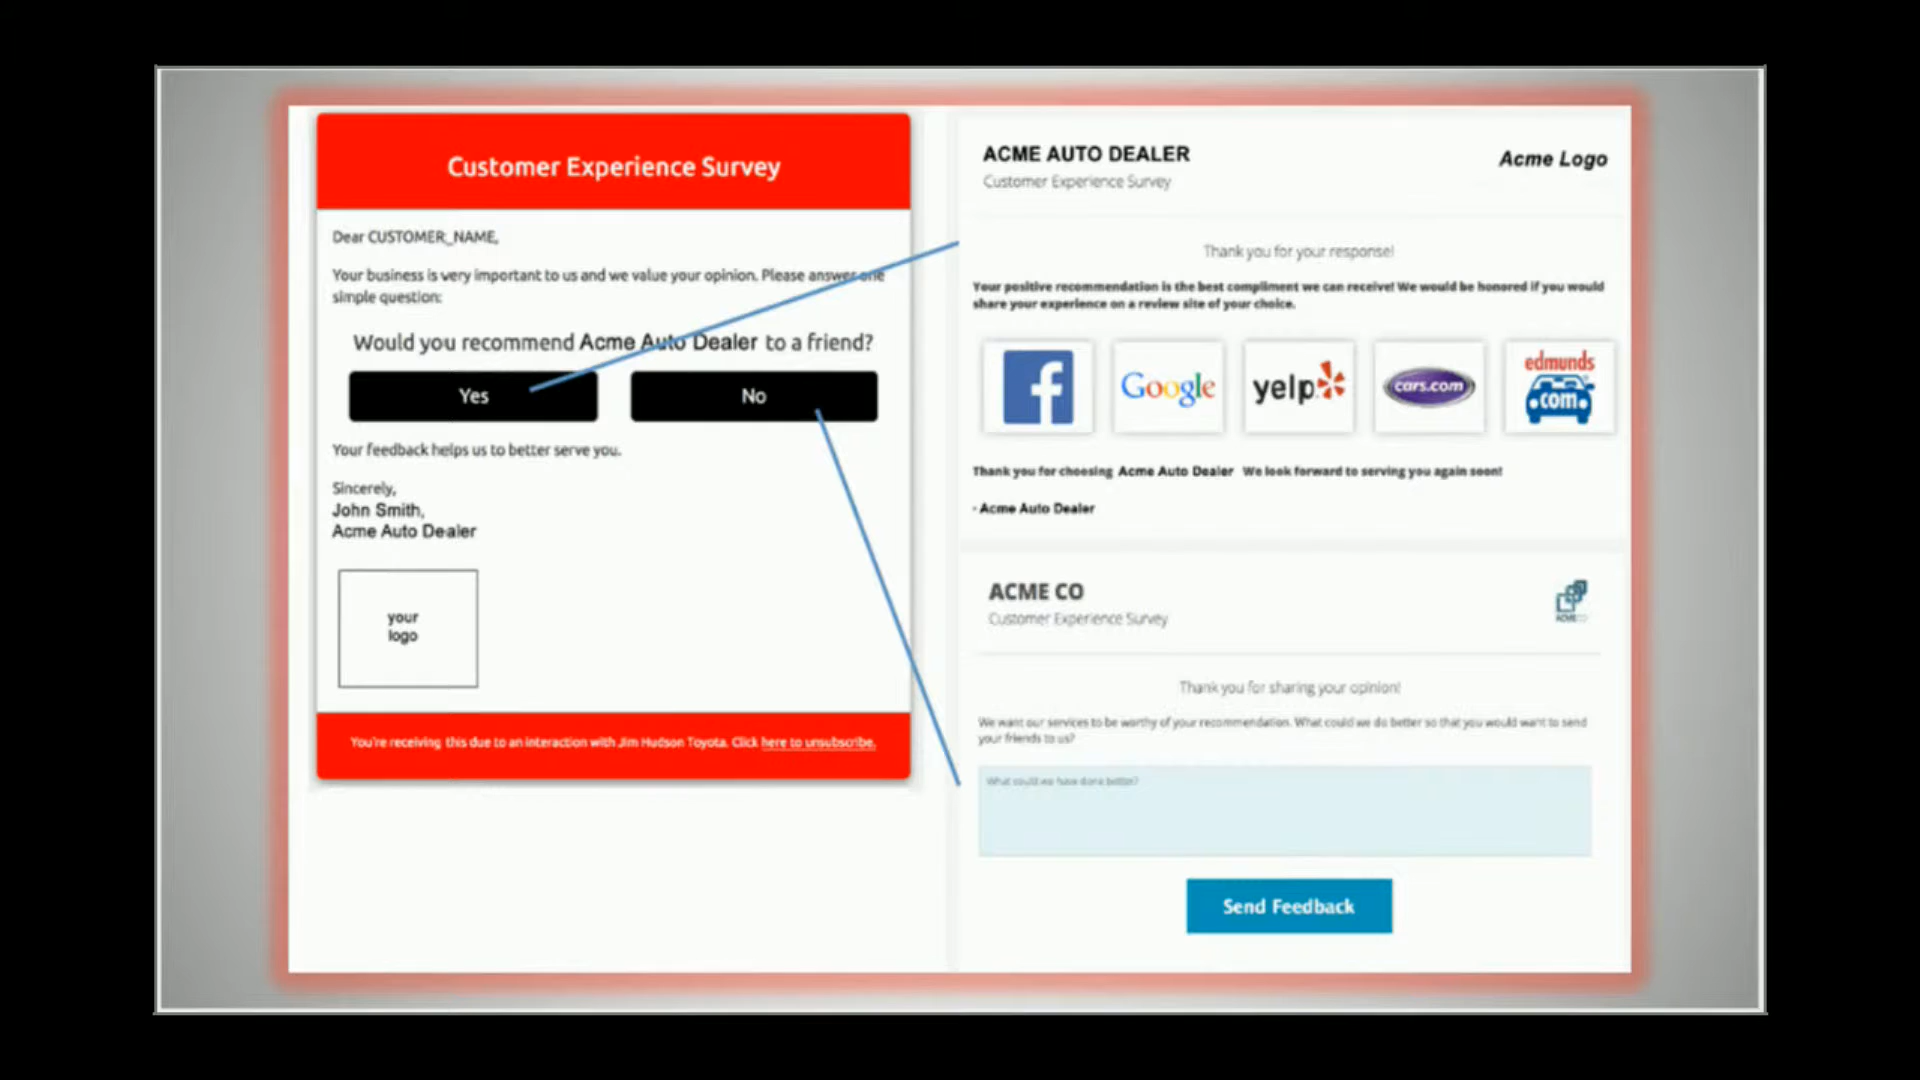 Customer Experience Survey
Dear CUSTOMER_NAME,
Your business is very important to us and we value your opinion. Please answer one
simple question:
Would you recommend Acme Auto Dealer to a friend?
Yes
No
Your feedback helps us to better serve you.
Sincerely,
John Smith,
Acme Auto Dealer
your
logo
You're receiving this due to an interaction with Jim Hudson Toyota. Click here to unsubscribe.
ACME AUTO DEALER
Acme Logo
Customer Experience Survey
Thank you for your response!
Your positive recommendation is the best compliment we can receive! We would be honored if you would
share your experience on a review site of your choice.
f
Google
yelp
cars.com
edmunds
.com
Thank you for choosing Acme Auto Dealer We look forward to serving you again soon!
- Acme Auto Dealer
ACME CO
Customer Experience Survey
ACMECO
Thank you for sharing your opinion!
We want our services to be worthy of your recommendation. What could we do better so that you would want to send
your friends to us?
What could we have done better?
Send Feedback